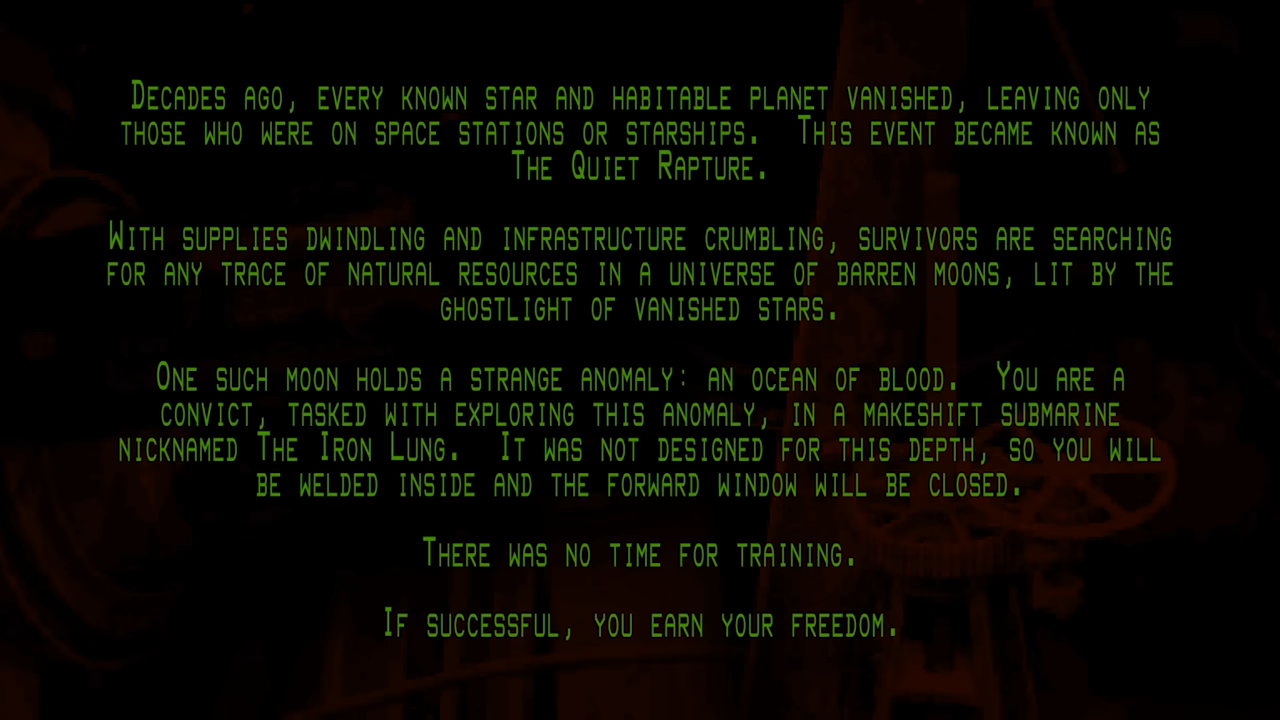 Decades ago, every known star and habitable planet vanished, leaving only
those who were on space stations or starships.  This event became known as
The Quiet Rapture.
With supplies dwindling and infrastructure crumbling, survivors are searching
for any trace of natural resources in a universe of barren moons, lit by the
ghostlight of vanished stars.
One such moon holds a strange anomaly: an ocean of blood.  You are a
convict, tasked with exploring this anomaly, in a makeshift submarine
nicknamed The Iron Lung.  It was not designed for this depth, so you will
be welded inside and the forward window will be closed.
There was no time for training.
If successful, you earn your freedom.